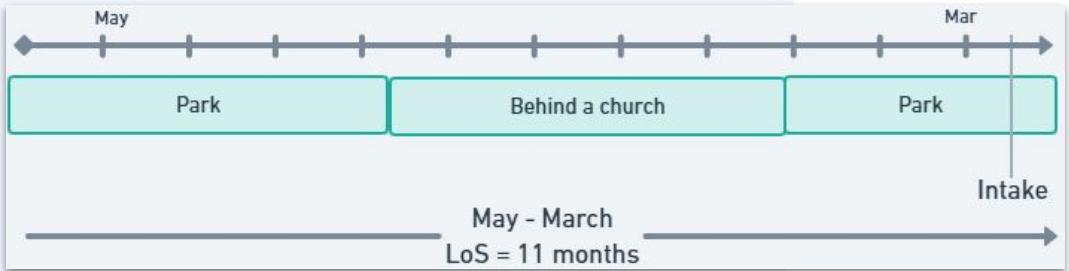 May
Mar
Park
Behind a church
Park
Intake
May - March
LoS = 11 months